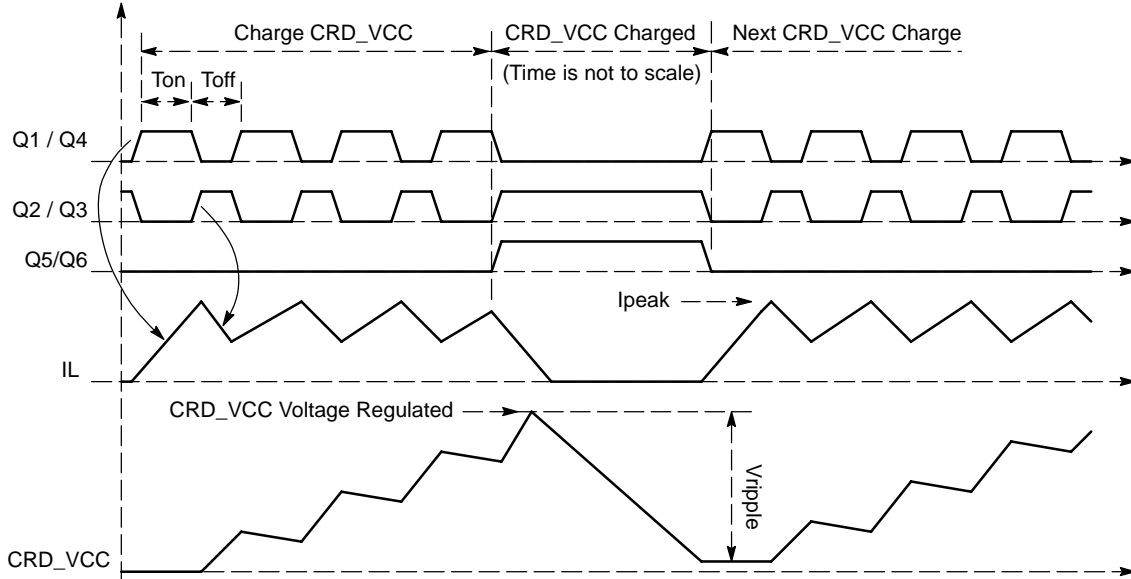 Charge CRD_VCC
CRD_VCC Charged
Next CRD_VCC Charge
(Time is not to scale)
Ton
Toff
Q1 / Q4
Q2 / Q3
Q5/Q6
Ipeak
IL
CRD_VCC Voltage Regulated
Vripple
CRD_VCC